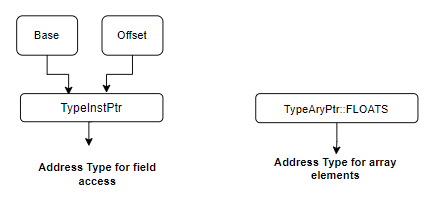 Base
Offset
TypeInstPtr
TypeAryPtr::FLOATS
Address Type for field
access
Address Type for array
elements